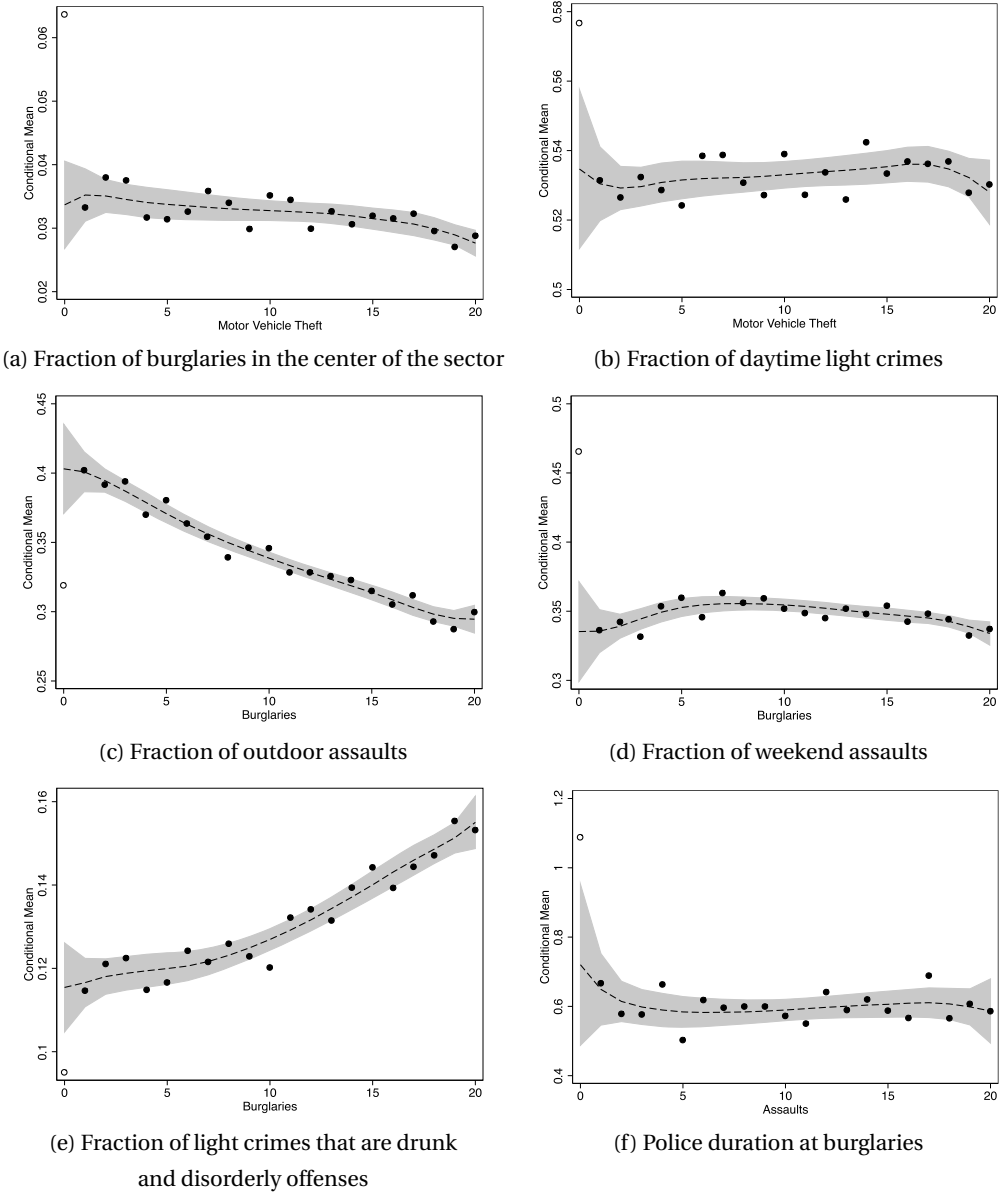 Conditional Mean
0.02 0.03 0.04 0.05 0.06
0 5 10 15 20
Motor Vehicle Theft
(a) Fraction of burglaries in the center of the sector
Conditional Mean
0.5 0.52 0.54 0.56 0.58
0 5 10 15 20
Motor Vehicle Theft
(b) Fraction of daytime light crimes
Conditional Mean
0.25 0.3 0.35 0.4 0.45
0 5 10 15 20
Burglaries
(c) Fraction of outdoor assaults
Conditional Mean
0.3 0.35 0.4 0.45 0.5
0 5 10 15 20
Burglaries
(d) Fraction of weekend assaults
Conditional Mean
0.1 0.12 0.14 0.16
0 5 10 15 20
Burglaries
(e) Fraction of light crimes that are drunk
and disorderly offenses
Conditional Mean
0.4 0.6 0.8 1 1.2
0 5 10 15 20
Assaults
(f) Police duration at burglaries